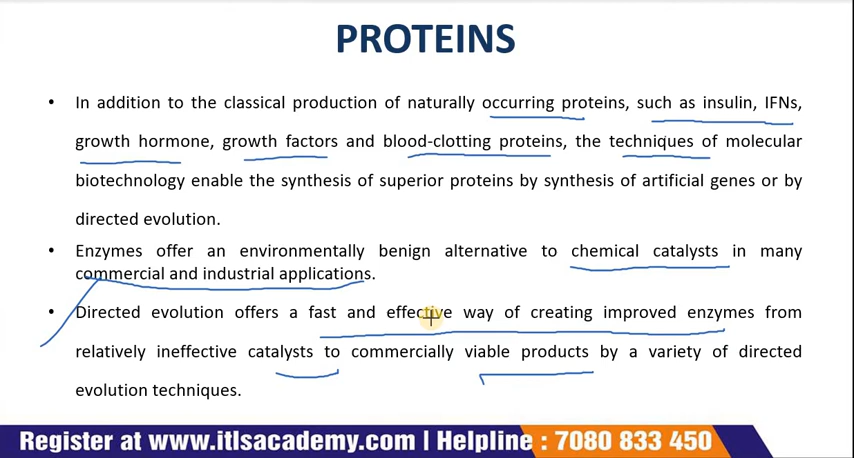 PROTEINS
• In addition to the classical production of naturally occurring proteins, such as insulin, IFNs,
growth hormone, growth factors and blood-clotting proteins, the techniques of molecular
biotechnology enable the synthesis of superior proteins by synthesis of artificial genes or by
directed evolution.
• Enzymes offer an environmentally benign alternative to chemical catalysts in many
commercial and industrial applications.
• Directed evolution offers a fast and effective way of creating improved enzymes from
relatively ineffective catalysts to commercially viable products by a variety of directed
evolution techniques.
Register at www.itlsacademy.com | Helpline : 7080 833 450